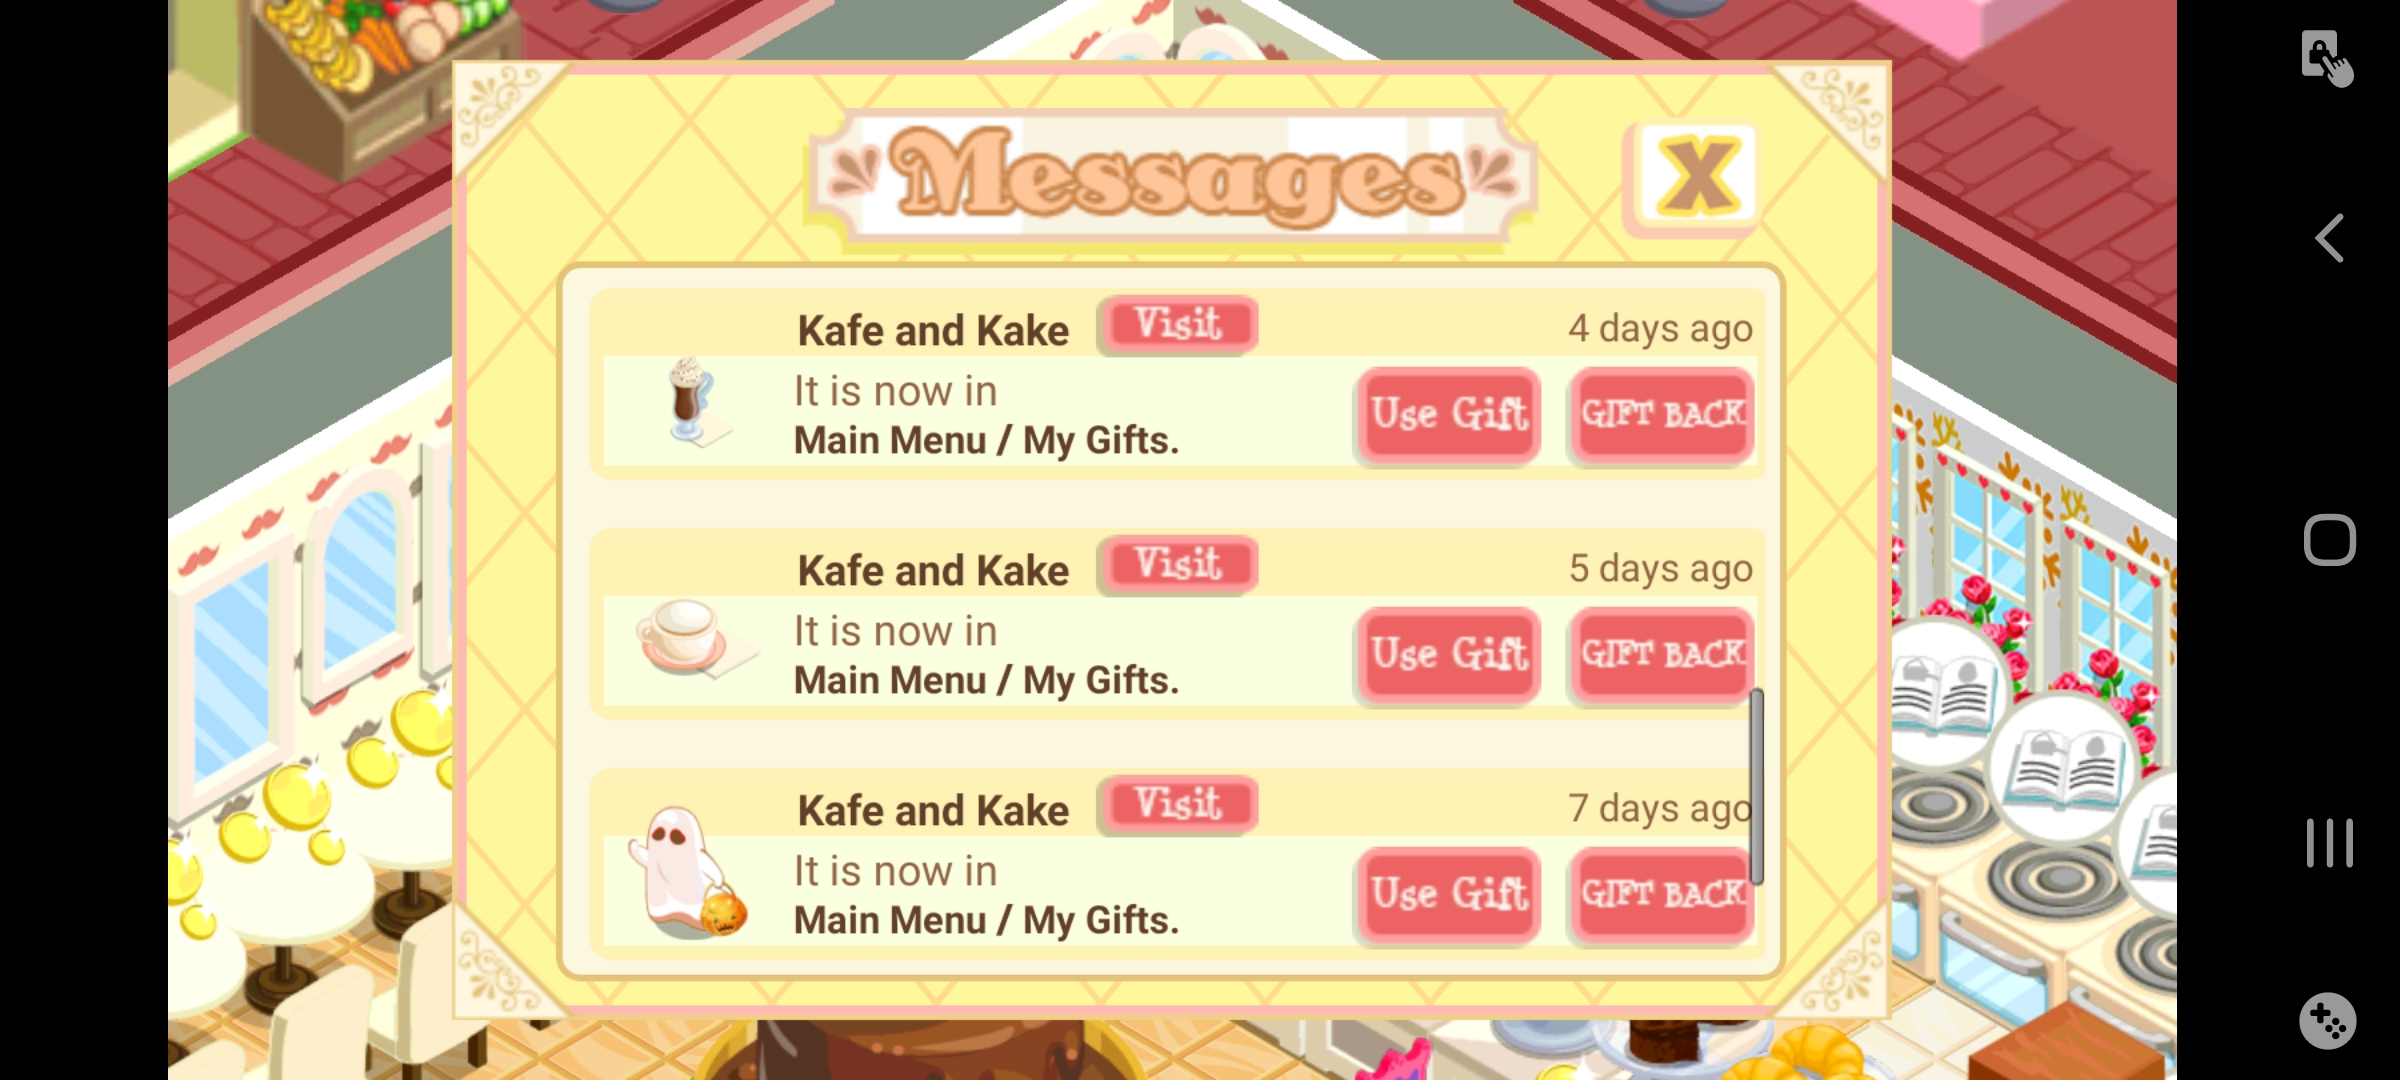 Messages
X
Kafe and Kake Visit 4 days ago
It is now in
Main Menu / My Gifts.
Use Gift GIFT BACK
Kafe and Kake Visit 5 days ago
It is now in
Main Menu / My Gifts.
Use Gift GIFT BACK
Kafe and Kake Visit 7 days ago
It is now in
Main Menu / My Gifts.
Use Gift GIFT BACK